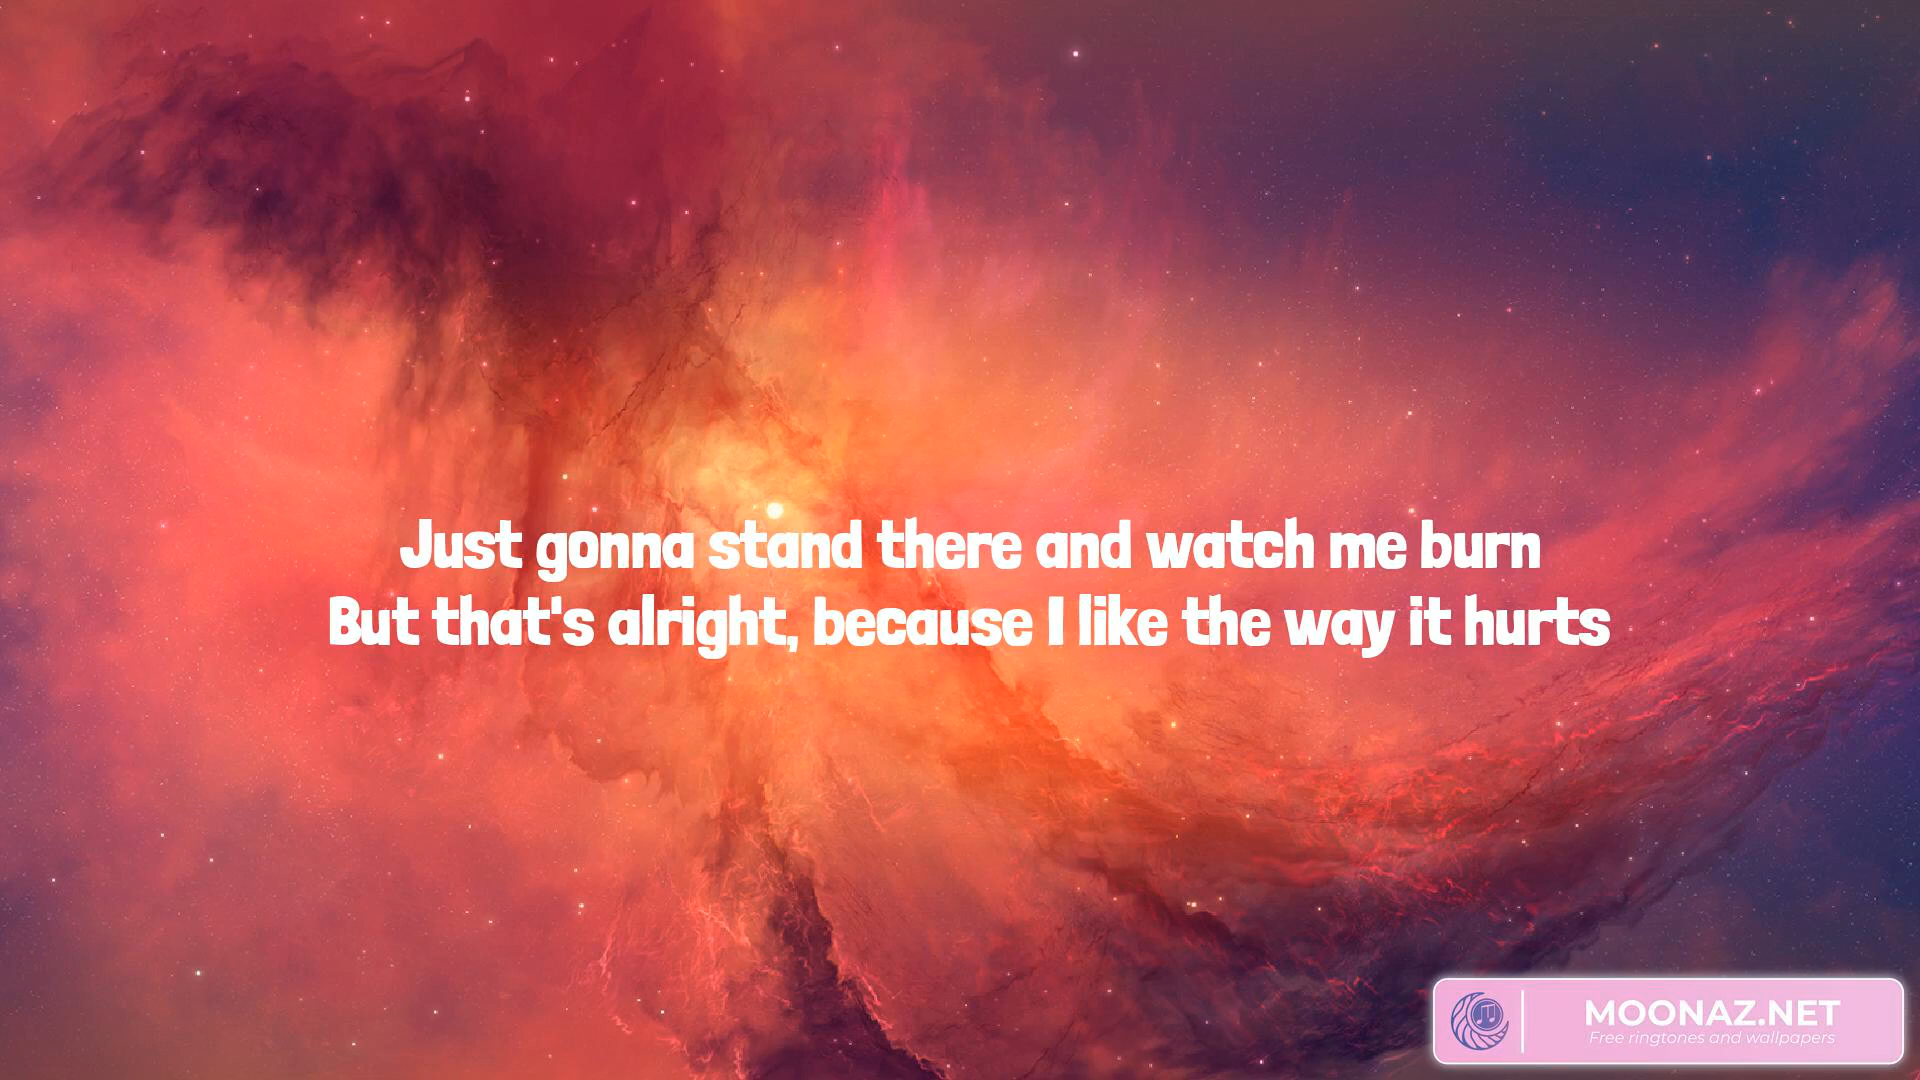 Just gonna stand there and watch me burn
But that's alright, because I like the way it hurts
MOONAZ.NET
Free ringtones and wallpapers